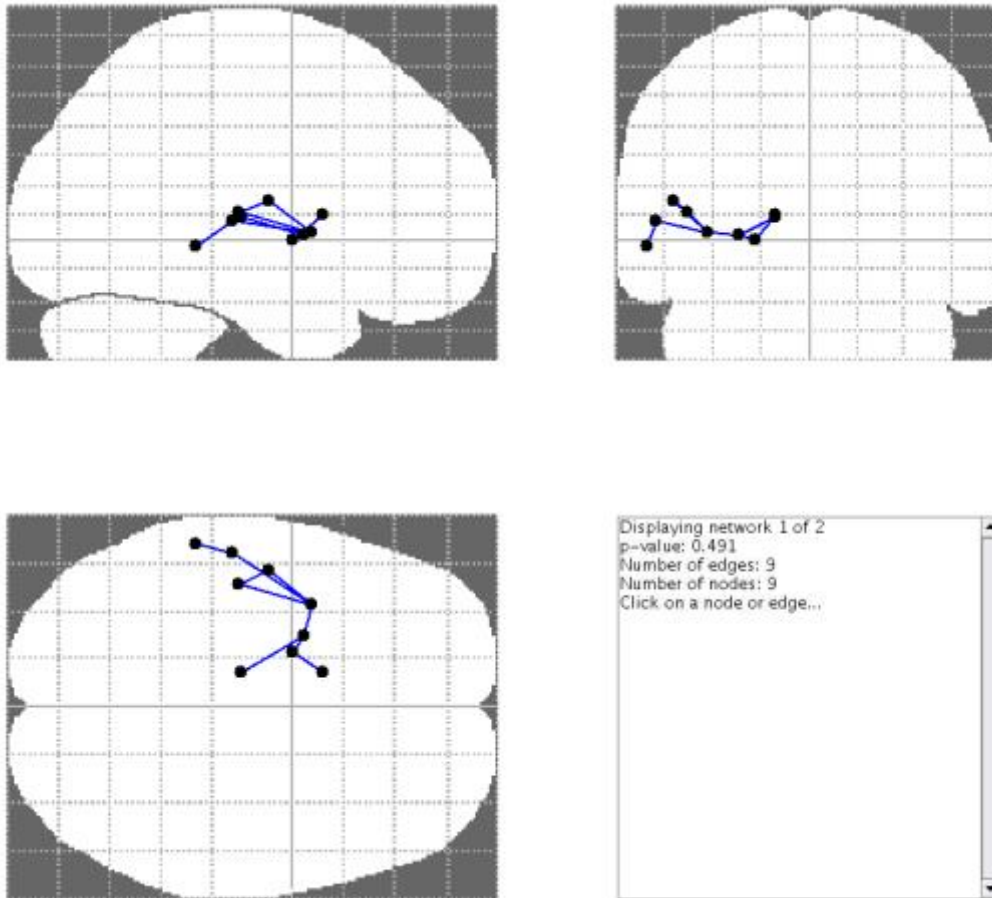 Displaying network 1 of 2
p-value: 0.491
Number of edges: 9
Number of nodes: 9
Click on a node or edge...